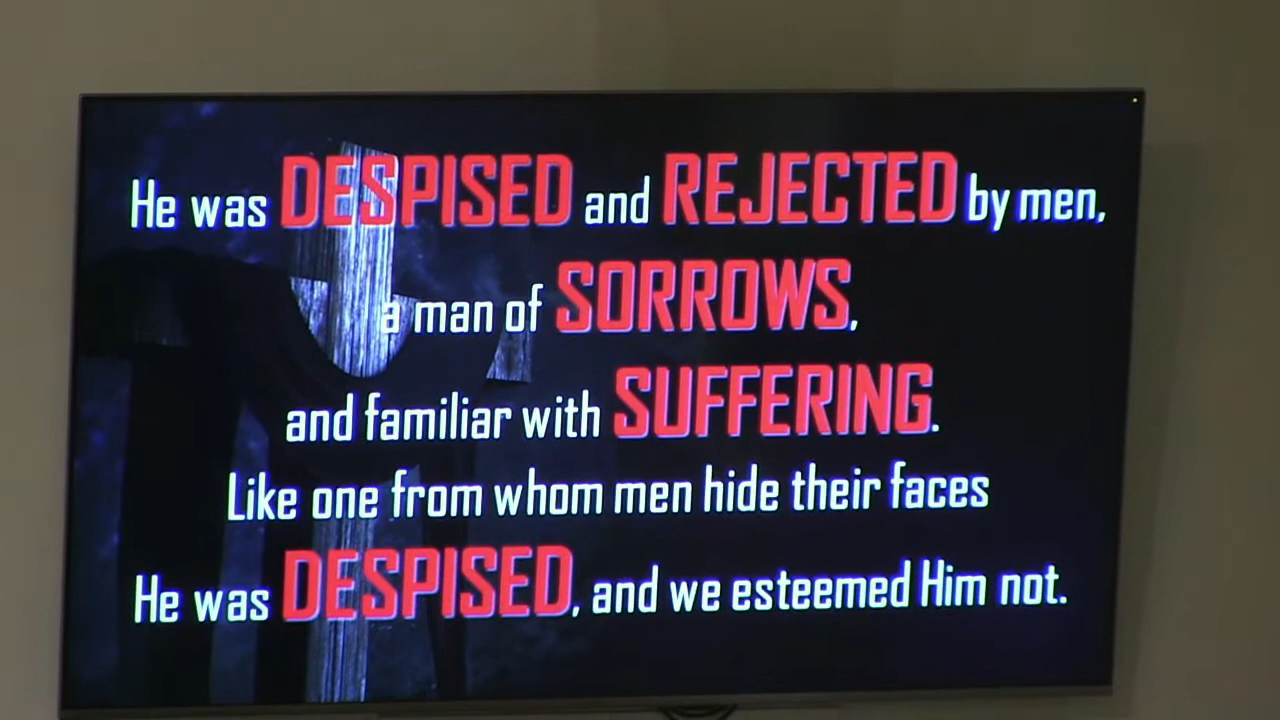 He was DESPISED and REJECTED by men,
a man of SORROWS,
and familiar with SUFFERING.
Like one from whom men hide their faces
He was DESPISED, and we esteemed Him not.